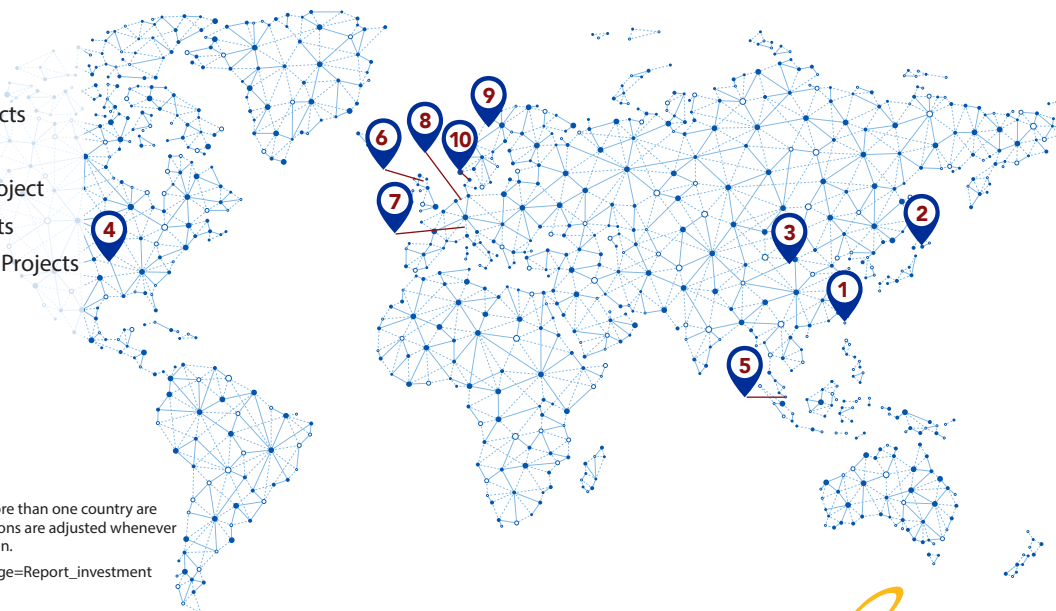 cts
oject
ts
Projects
9
8
6
10
7
2
4
3
1
5
ore than one country are
ons are adjusted whenever
n.
ge=Report_investment